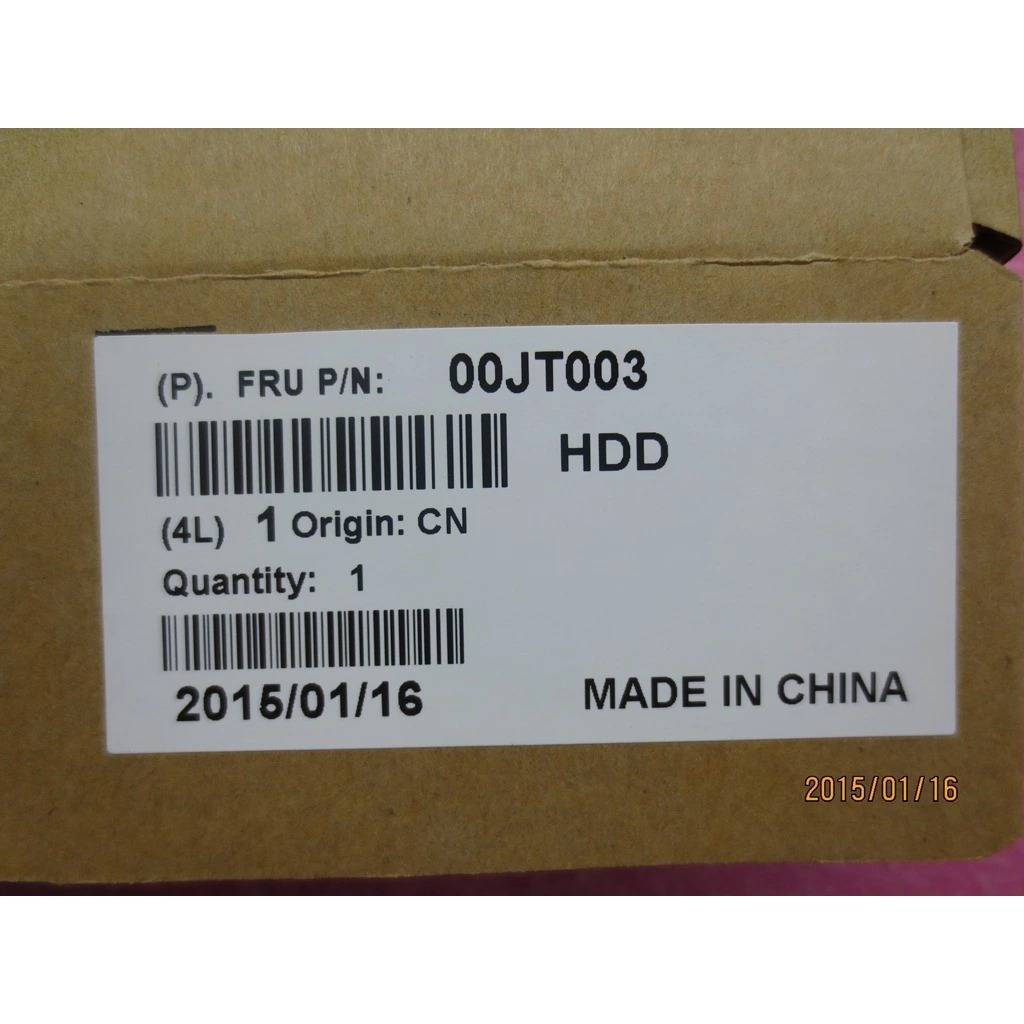 (P). FRU P/N: 00JT003
HDD
(4L) 1 Origin: CN
Quantity: 1
2015/01/16
MADE IN CHINA
2015/01/16